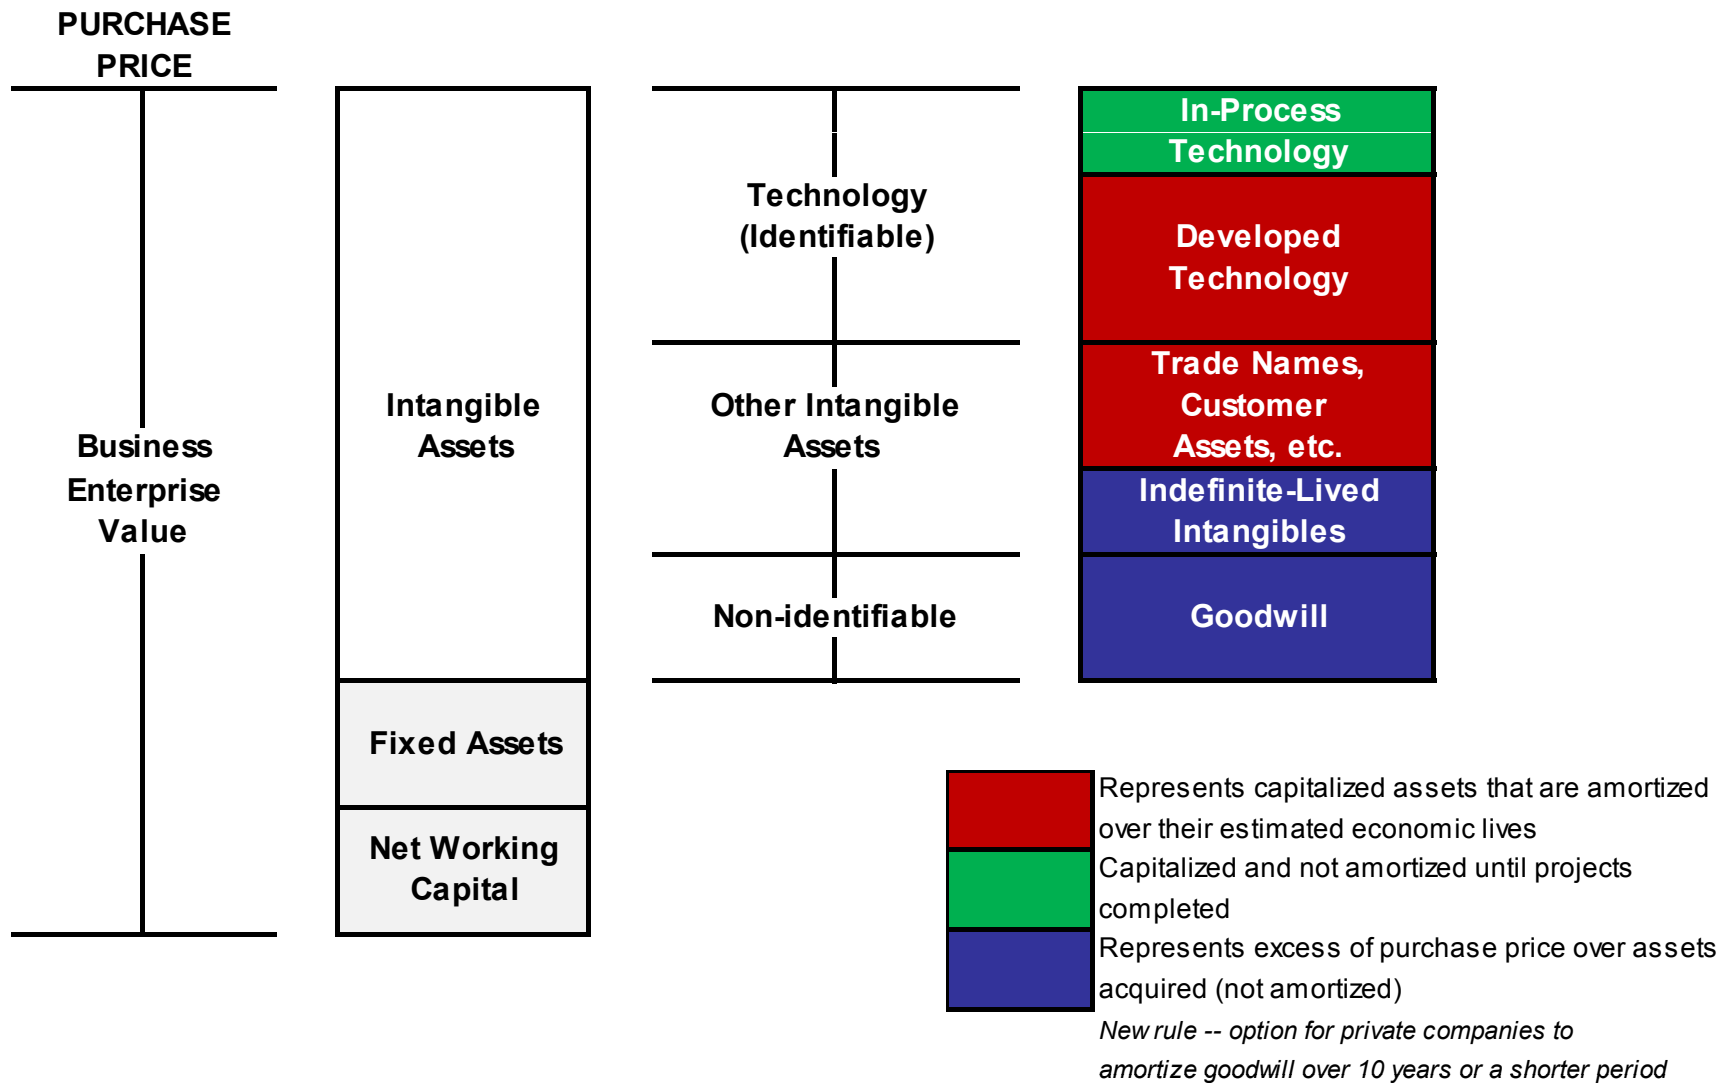 PURCHASE
PRICE
Business
Enterprise
Value
Intangible
Assets
Fixed Assets
Net Working
Capital
Technology
(Identifiable)
Other Intangible
Assets
Non-identifiable
In-Process
Technology
Developed
Technology
Trade Names,
Customer
Assets, etc.
Indefinite-Lived
Intangibles
Goodwill
Represents capitalized assets that are amortized
over their estimated economic lives
Capitalized and not amortized until projects
completed
Represents excess of purchase price over assets
acquired (not amortized)
New rule -- option for private companies to
amortize goodwill over 10 years or a shorter period